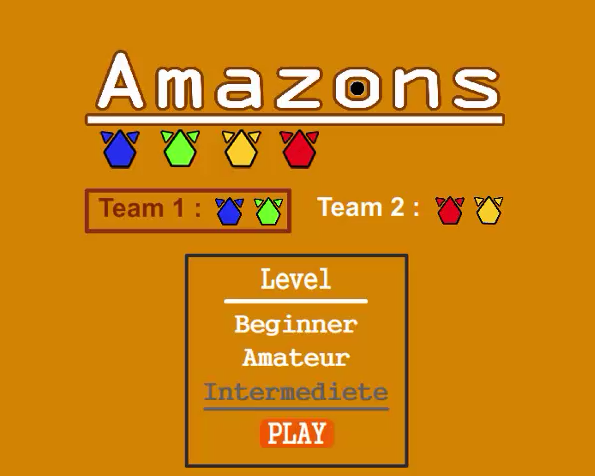 Amazons
Team 1 : Team 2 :
Level
Beginner
Amateur
Intermediete
PLAY